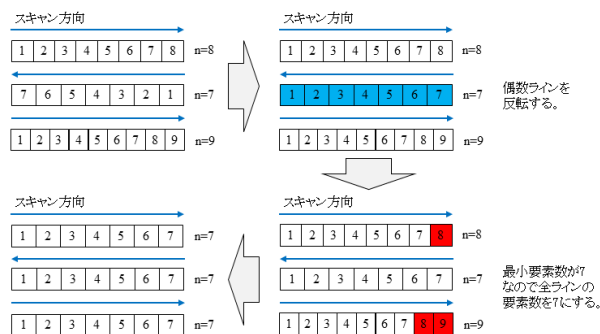 スキャン方向
1 2 3 4 5 6 7 8 n=8
7 6 5 4 3 2 1 n=7
1 2 3 4 5 6 7 8 9 n=9
スキャン方向
1 2 3 4 5 6 7 8 n=8
1 2 3 4 5 6 7 n=7
1 2 3 4 5 6 7 8 9 n=9
偶数ラインを
反転する。
スキャン方向
1 2 3 4 5 6 7 8 n=8
1 2 3 4 5 6 7 n=7
1 2 3 4 5 6 7 8 9 n=9
最小要素数が7
なので全ラインの
要素数を7にする。
スキャン方向
1 2 3 4 5 6 7 n=7
1 2 3 4 5 6 7 n=7
1 2 3 4 5 6 7 n=7